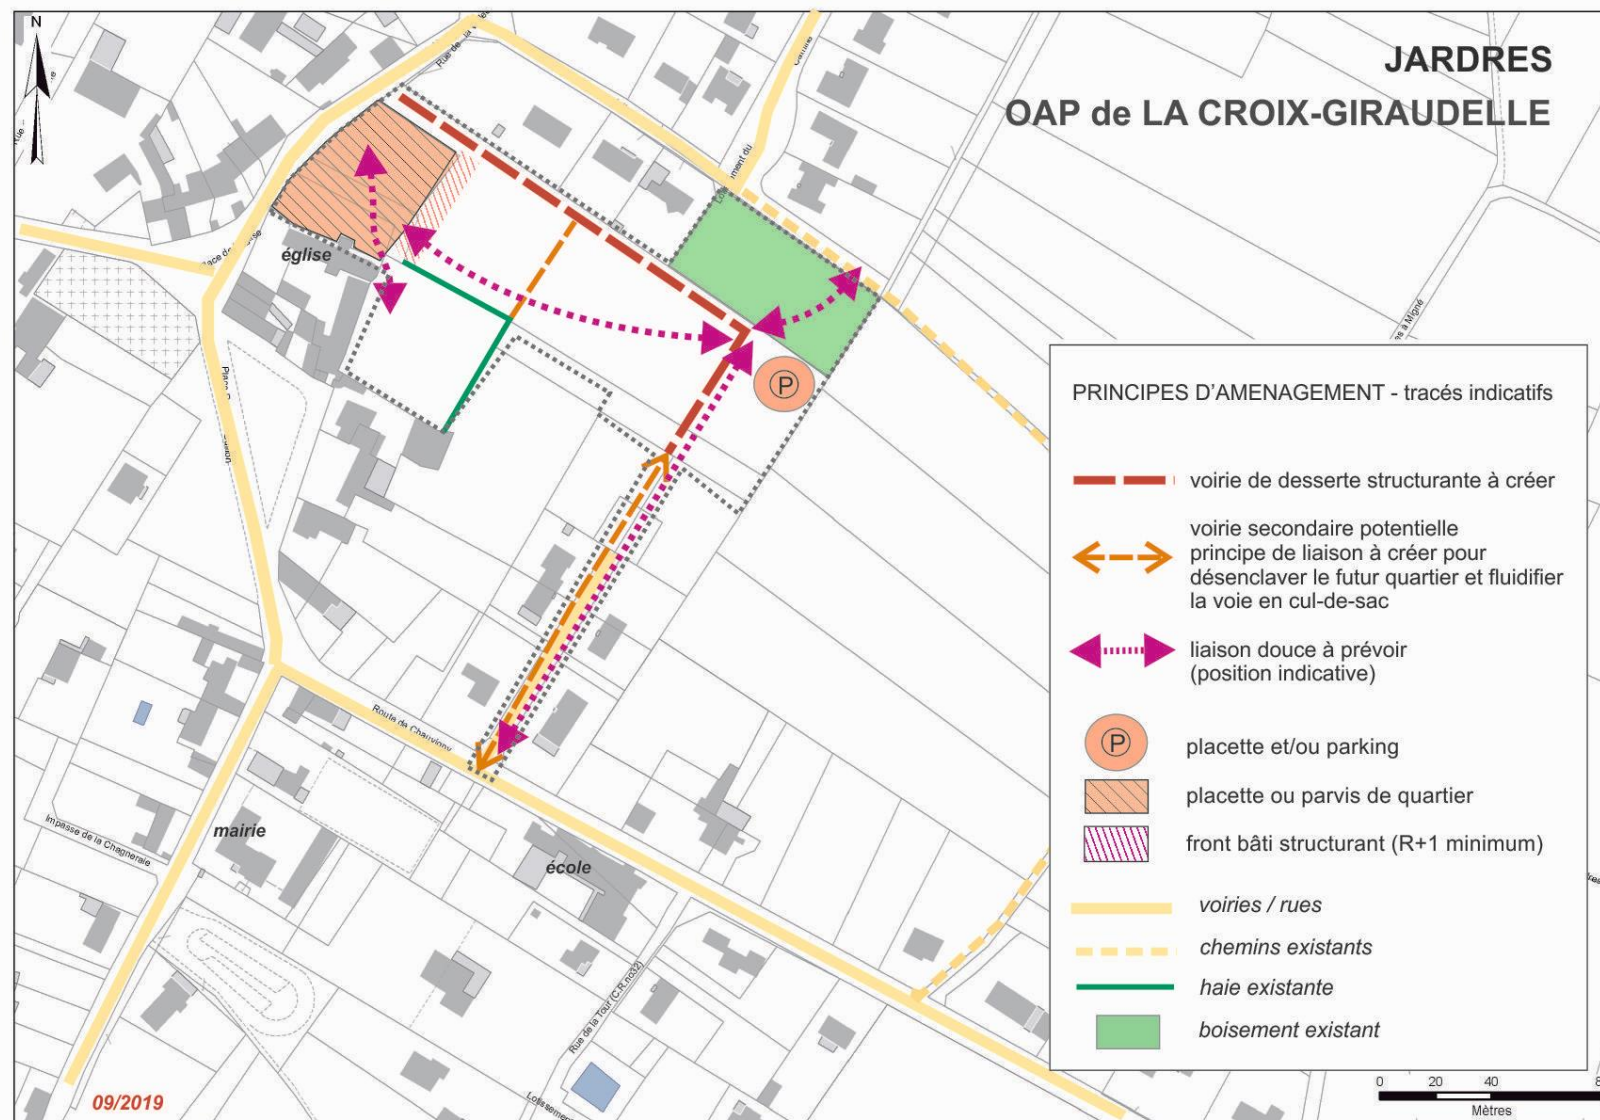 JARDRES
OAP de LA CROIX-GIRAUDELLE
N
église
Route de Chauvigny
mairie
école
Impasse de la Chagneraie
Rue de la Tour (C.R.no32)
PRINCIPES D'AMENAGEMENT - tracés indicatifs
voirie de desserte structurante à créer
voirie secondaire potentielle
principe de liaison à créer pour
désenclaver le futur quartier et fluidifier
la voie en cul-de-sac
liaison douce à prévoir
(position indicative)
P
P
placette et/ou parking
placette ou parvis de quartier
front bâti structurant (R+1 minimum)
voiries / rues
chemins existants
haie existante
boisement existant
0 20 40
Mètres
09/2019